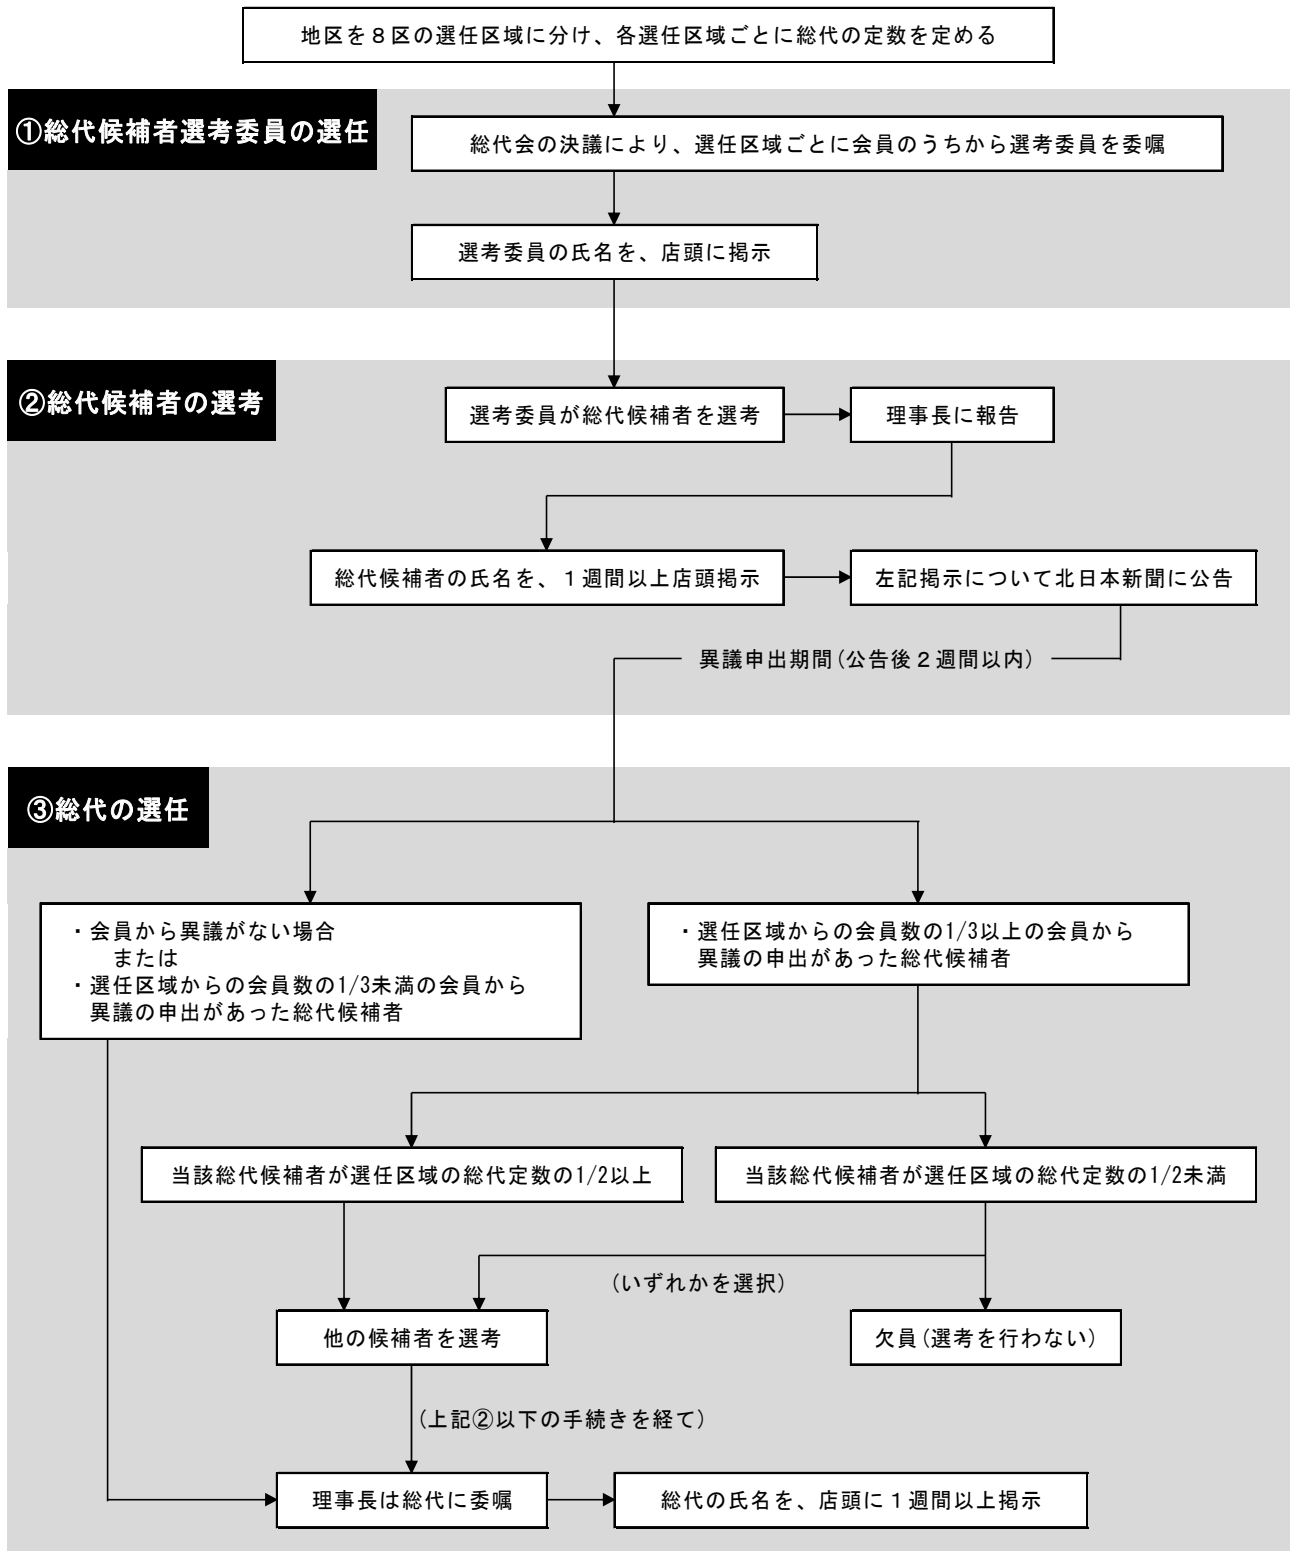 地区を８区の選任区域に分け、各選任区域ごとに総代の定数を定める
①総代候補者選考委員の選任
総代会の決議により、選任区域ごとに会員のうちから選考委員を委嘱
選考委員の氏名を、店頭に掲示
②総代候補者の選考
選考委員が総代候補者を選考
理事長に報告
総代候補者の氏名を、１週間以上店頭掲示
左記掲示について北日本新聞に公告
異議申出期間(公告後２週間以内)
③総代の選任
・会員から異議がない場合
または
・選任区域からの会員数の1/3未満の会員から
異議の申出があった総代候補者
・選任区域からの会員数の1/3以上の会員から
異議の申出があった総代候補者
当該総代候補者が選任区域の総代定数の1/2以上
当該総代候補者が選任区域の総代定数の1/2未満
(いずれかを選択)
他の候補者を選考
欠員(選考を行わない)
(上記②以下の手続きを経て)
理事長は総代に委嘱
総代の氏名を、店頭に１週間以上掲示